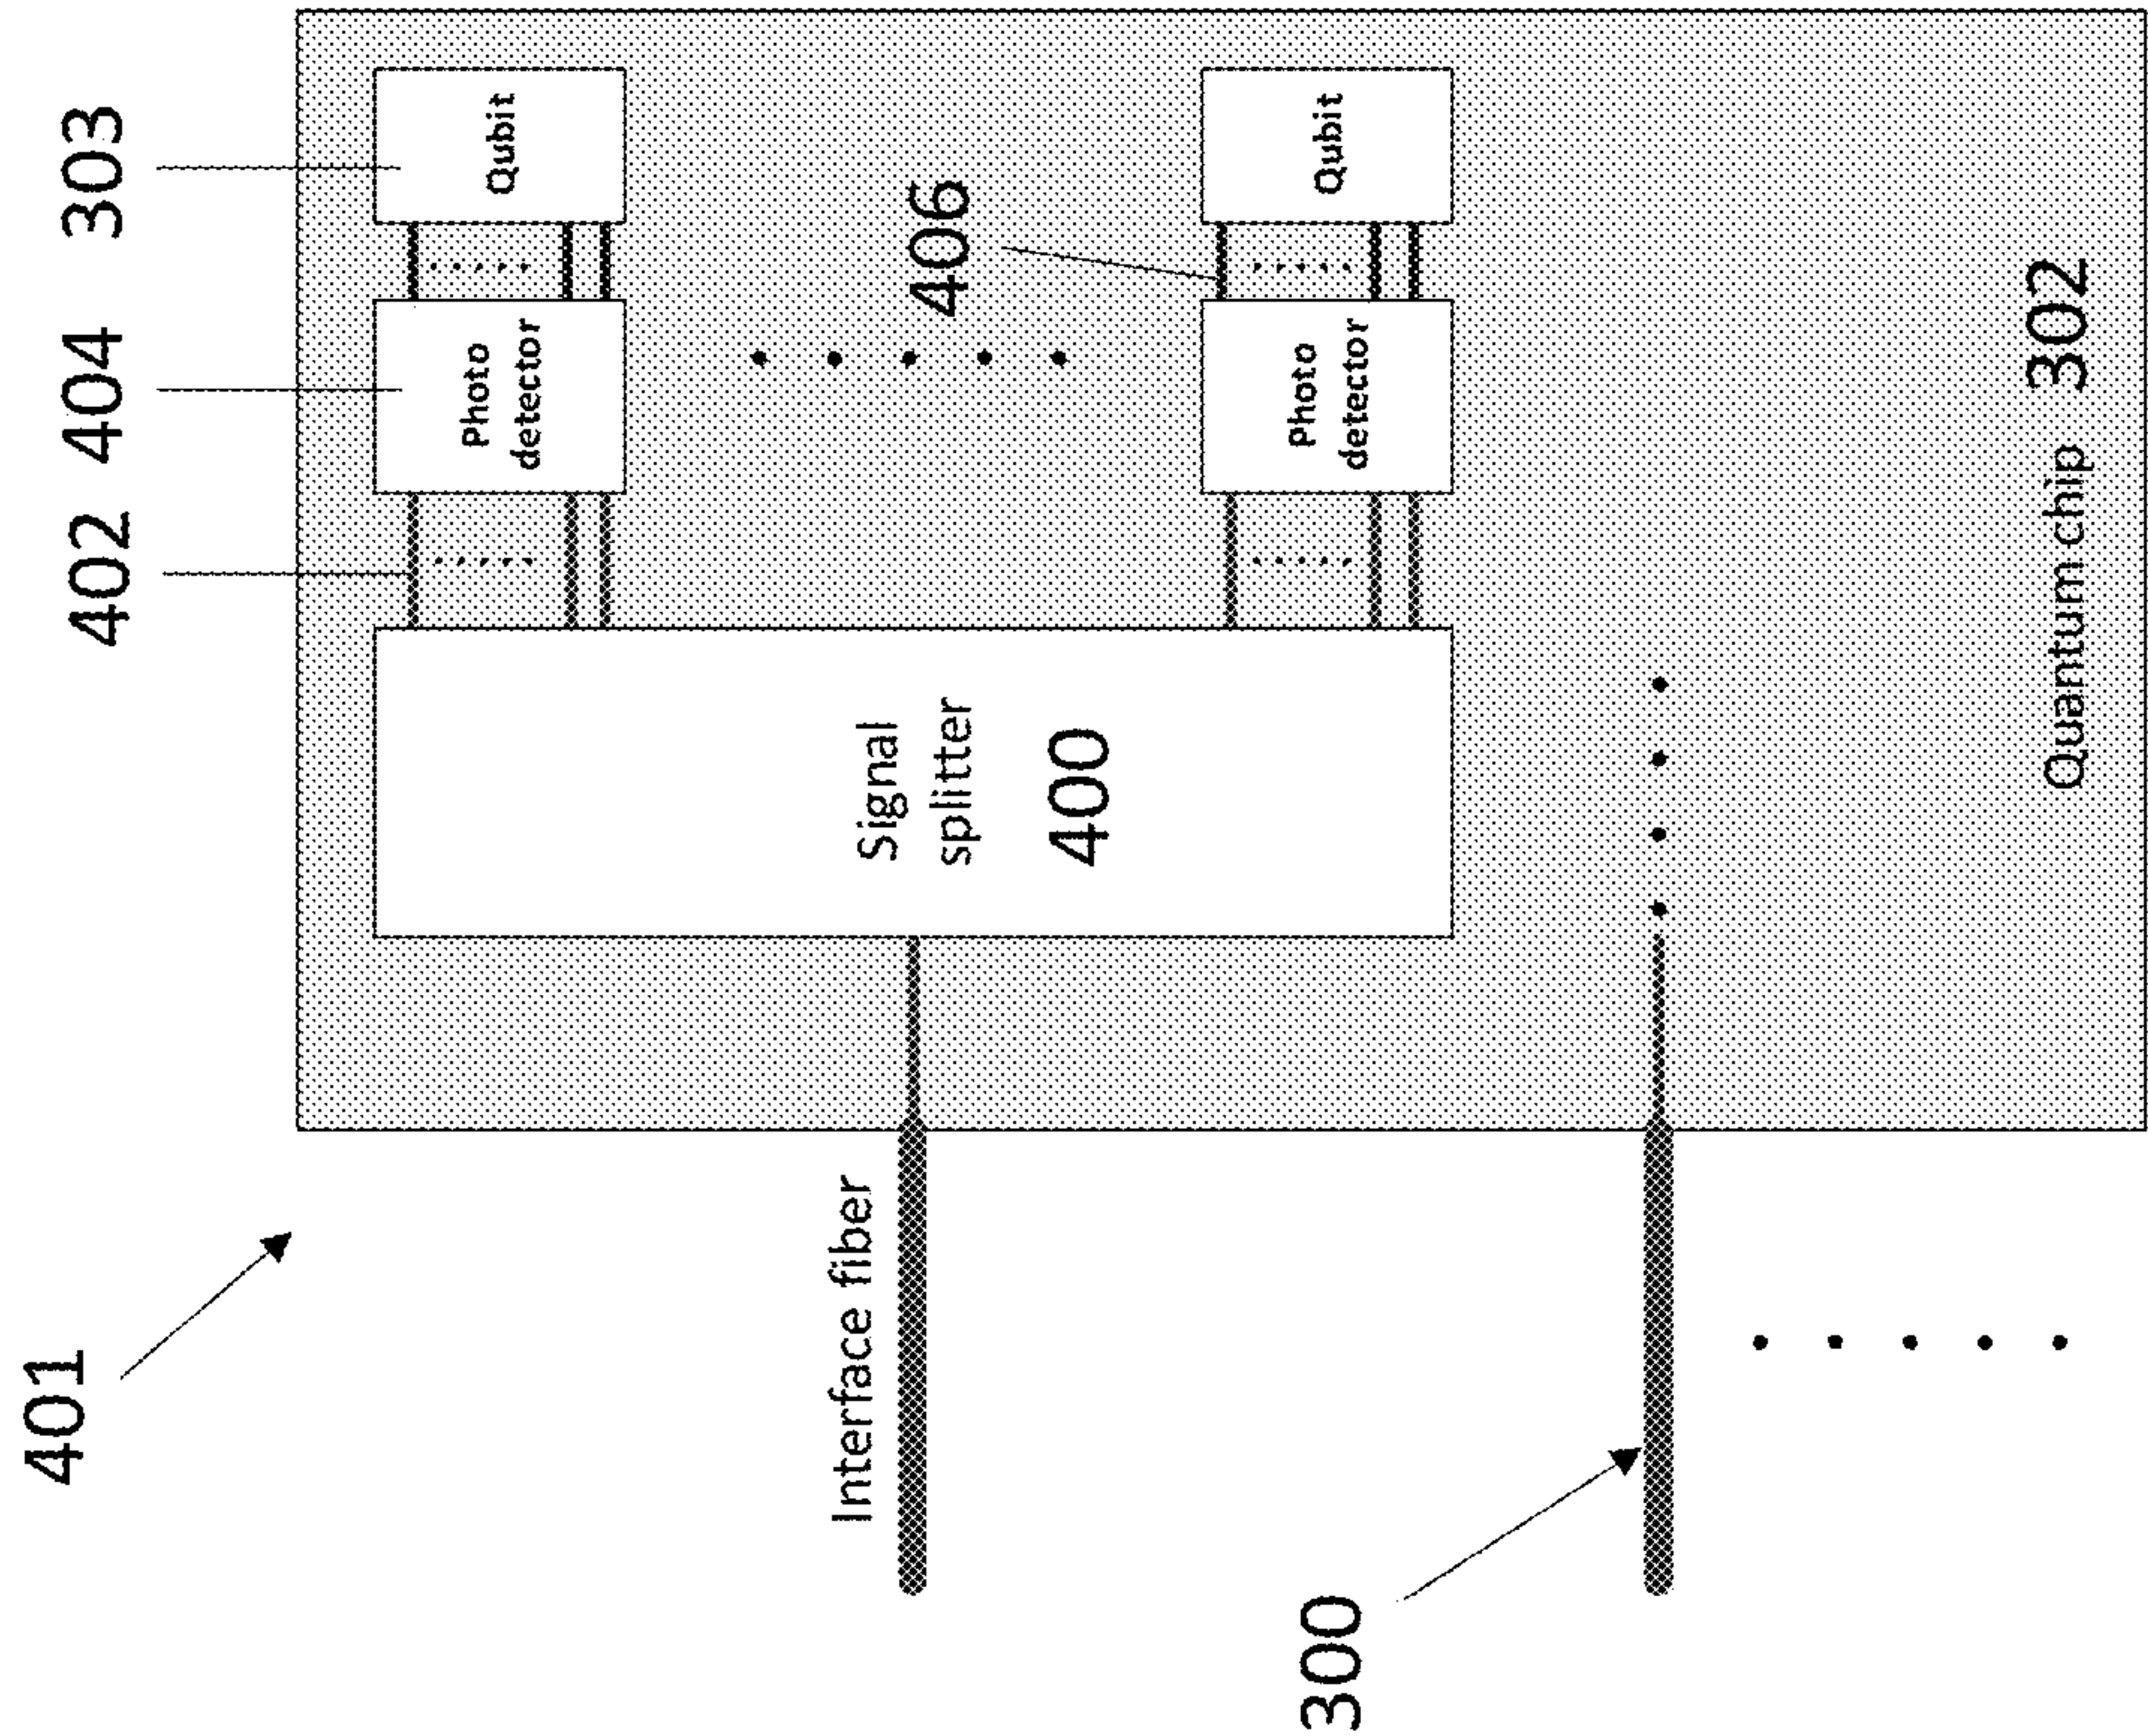 401
402
404
303
Photo
detector
Qubit
Interface fiber
Signal
splitter
400
406
300
Photo
detector
Qubit
Quantum chip 302